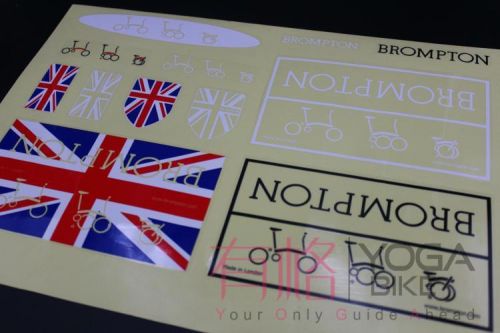 BROMPTON
BROMPTON
BROMPTON
BROMPTON
BROMPTON
Made in London
有格
YOGA
BIKE
Your Only Guide Ahead